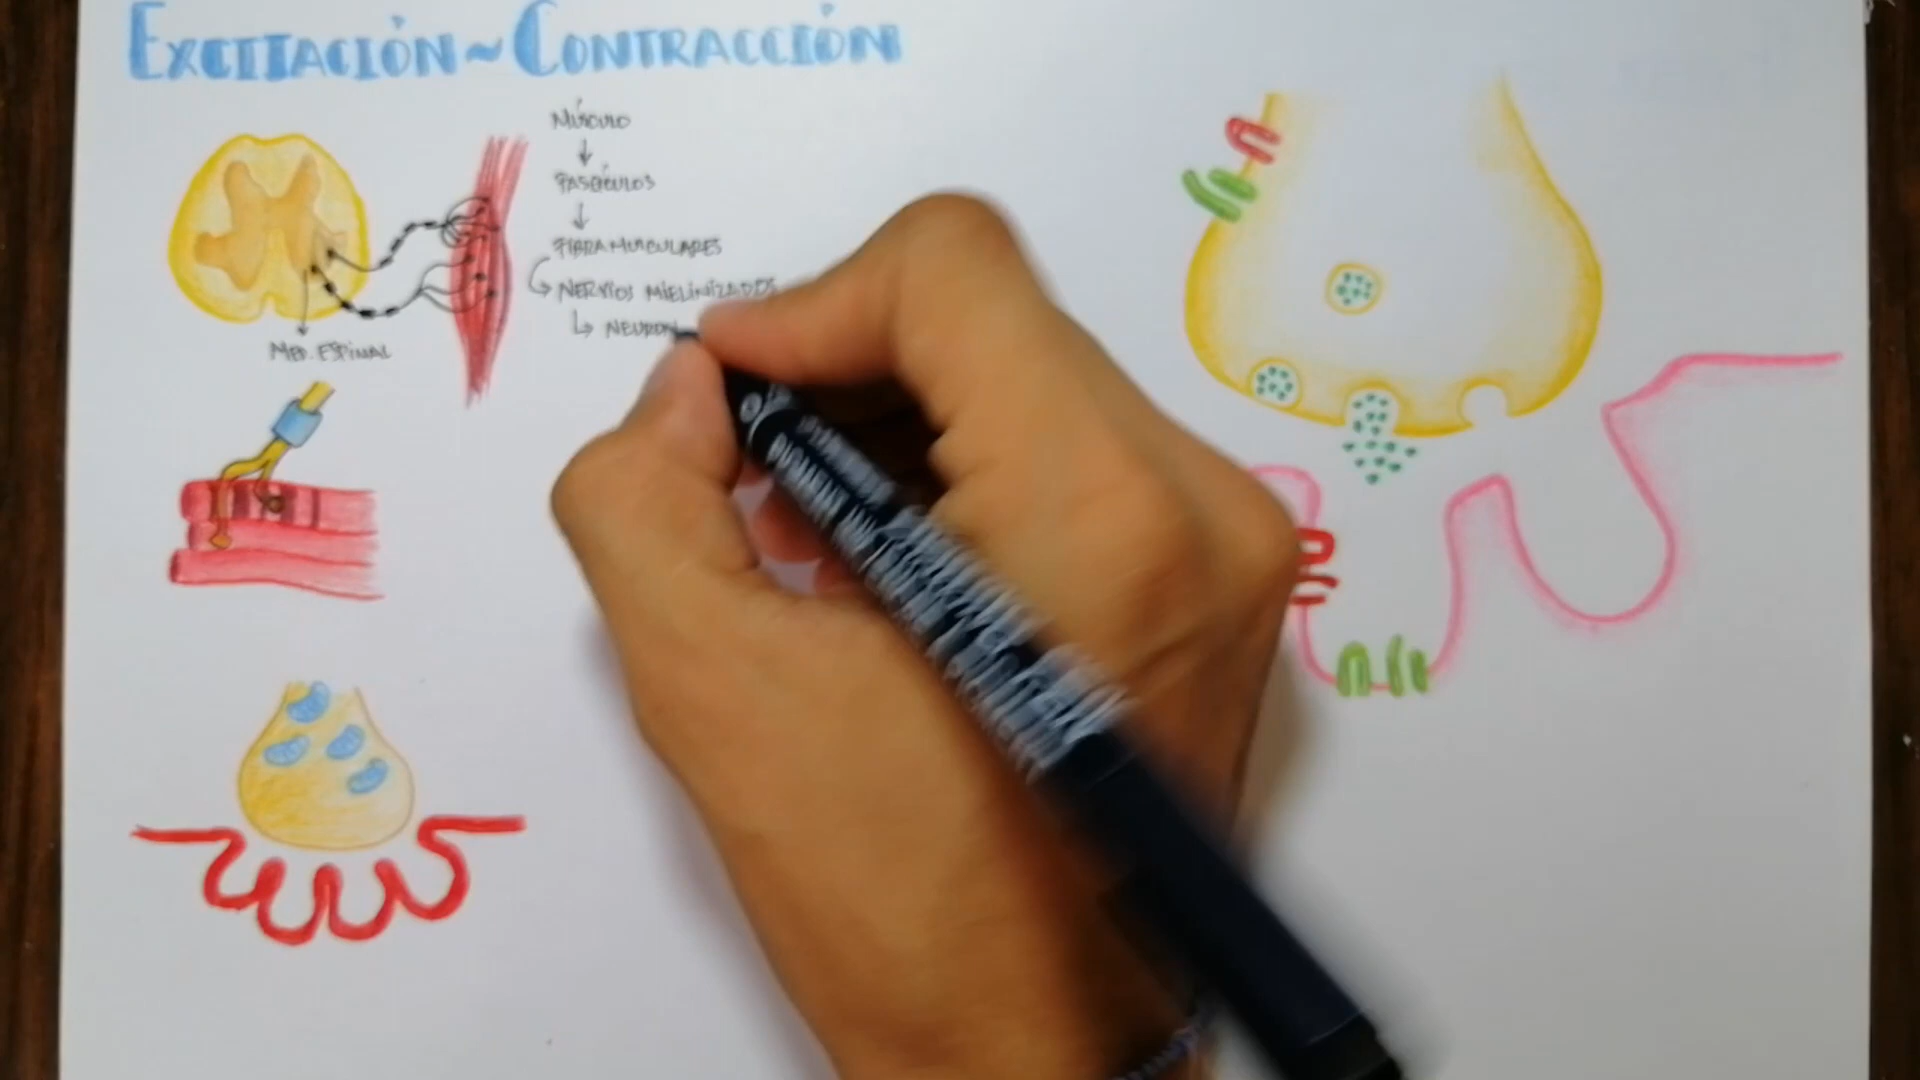 EXCITACIÓN~CONTRACCIÓN
MÚSCULO
FASCÍCULOS
FIBRA MUSCULARES
NERVIOS MIELINIZADOS
NEURON
MED. ESPINAL